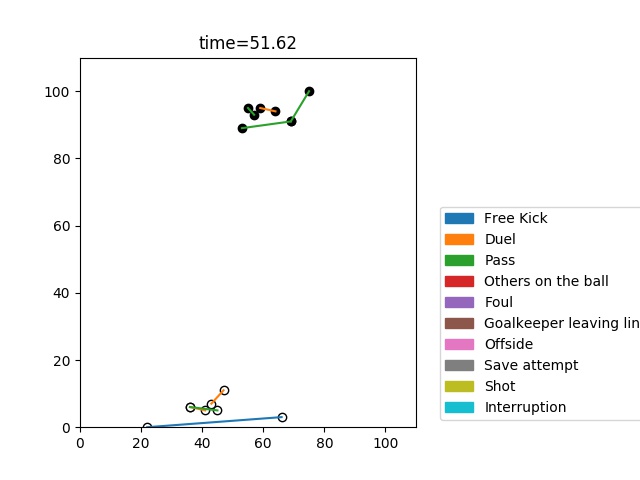 time=51.62
100
80
60
40
20
0
0 20 40 60 80 100
Free Kick
Duel
Pass
Others on the ball
Foul
Goalkeeper leaving lin
Offside
Save attempt
Shot
Interruption